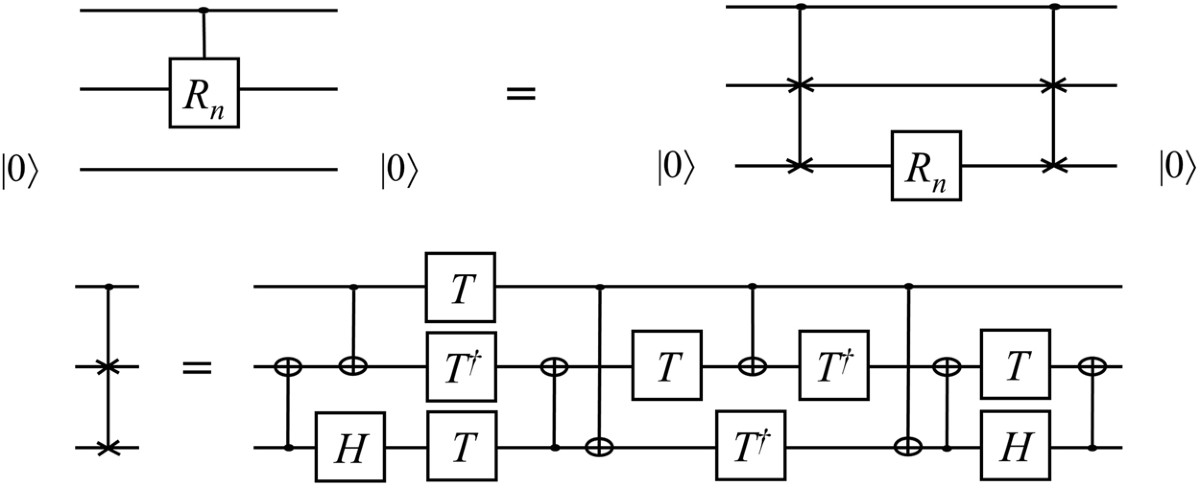 R_n =
|0⟩ |0⟩ |0⟩ R_n |0⟩
T
= T† T T† T
H T T† H